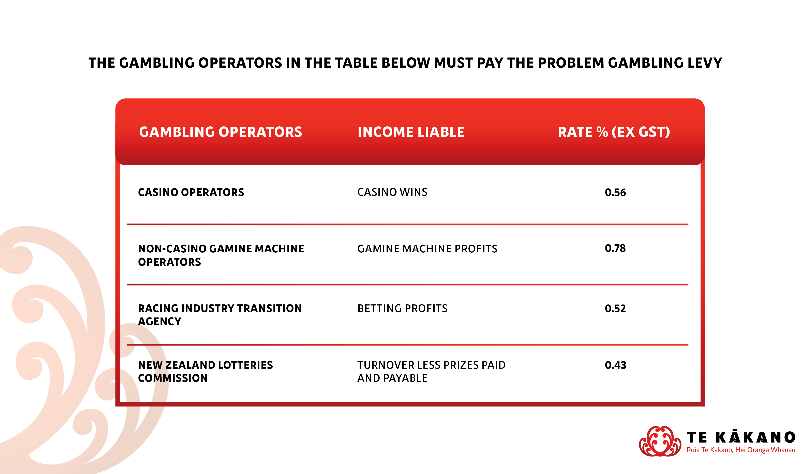 THE GAMBLING OPERATORS IN THE TABLE BELOW MUST PAY THE PROBLEM GAMBLING LEVY
GAMBLING OPERATORS INCOME LIABLE RATE % (EX GST)
CASINO OPERATORS CASINO WINS 0.56
NON-CASINO GAMINE MACHINE GAMINE MACHINE PROFITS 0.78
OPERATORS
RACING INDUSTRY TRANSITION BETTING PROFITS 0.52
AGENCY
NEW ZEALAND LOTTERIES TURNOVER LESS PRIZES PAID 0.43
COMMISSION AND PAYABLE
TE KĀKANO
Ruia Te Kākano, Hei Oranga Whānau